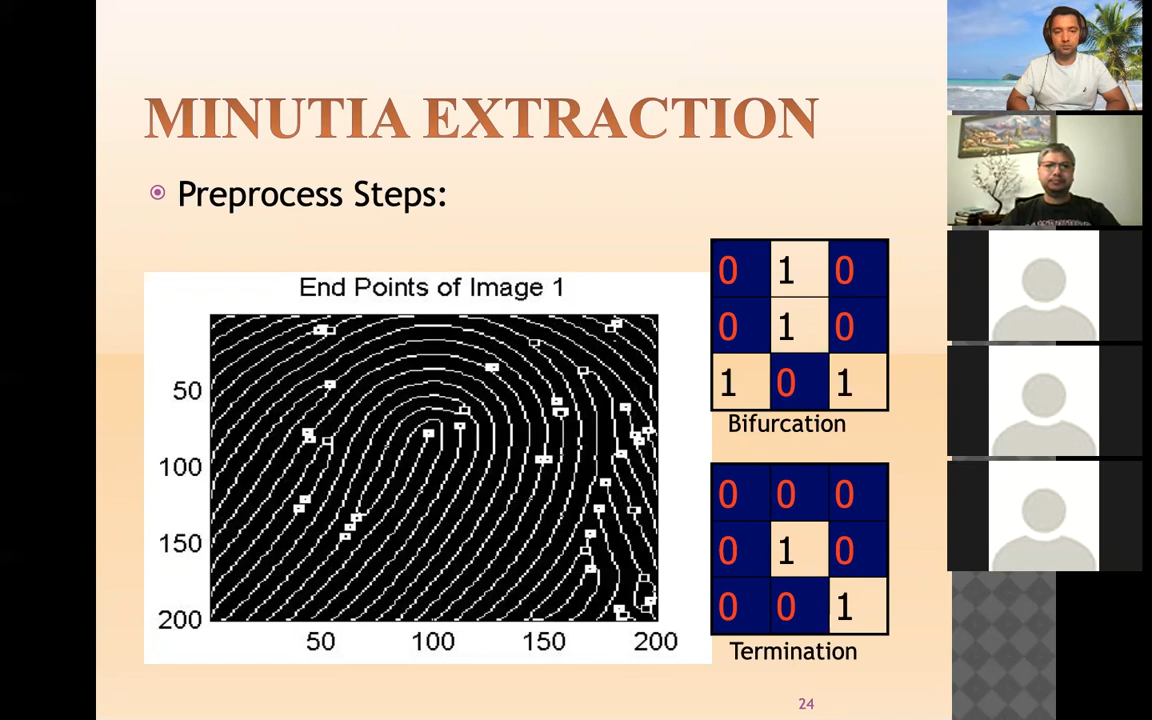 MINUTIA EXTRACTION
Preprocess Steps:
End Points of Image 1
50
100
150
200
50 100 150 200
0 1 0
0 1 0
1 0 1
Bifurcation
0 0 0
0 1 0
0 0 1
Termination
24